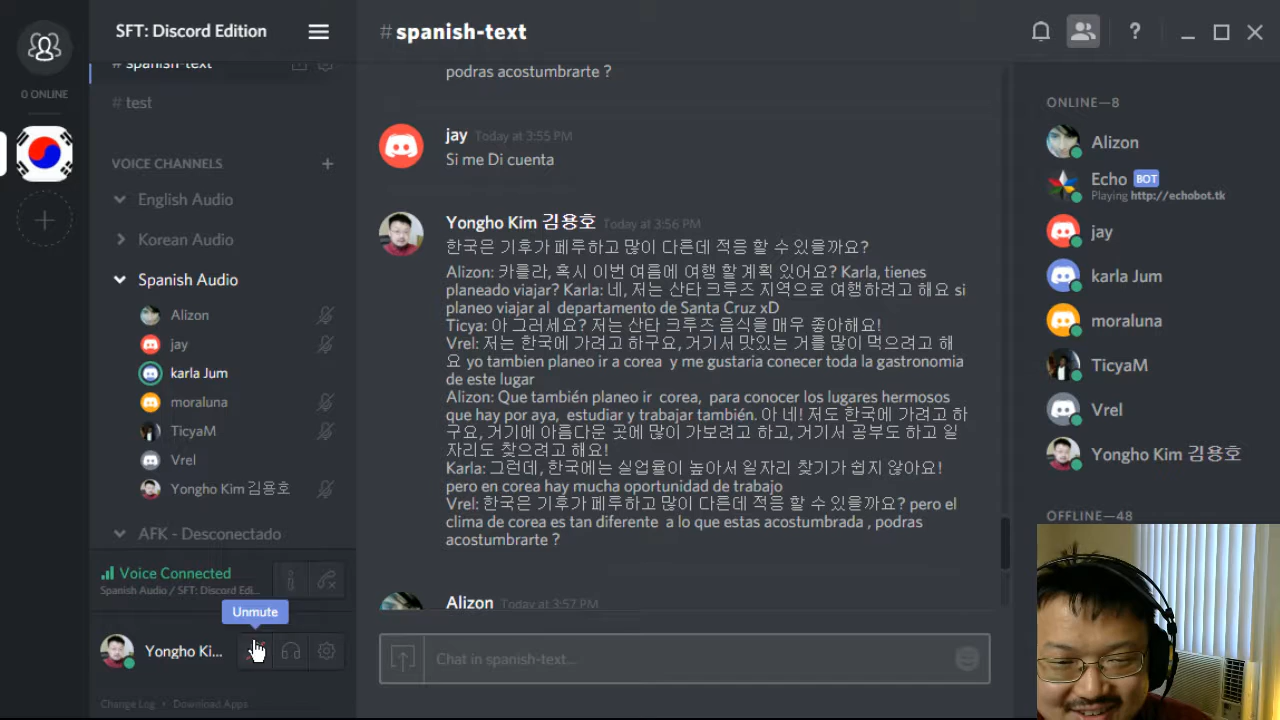 SFT: Discord Edition
# spanish-text
0 ONLINE
# spanish-text
# test
VOICE CHANNELS
English Audio
Korean Audio
Spanish Audio
Alizon
jay
karla Jum
moraluna
TicyaM
Vrel
Yongho Kim 김용호
AFK - Desconectado
Voice Connected
Spanish Audio / SFT: Discord Edi...
Unmute
Yongho Ki...
Change Log • Download Apps
podras acostumbrarte ?
jay Today at 3:55 PM
Si me Di cuenta
Yongho Kim 김용호 Today at 3:56 PM
한국은 기후가 페루하고 많이 다른데 적응 할 수 있을까요?
Alizon: 카를라, 혹시 이번 여름에 여행 할 계획 있어요? Karla, tienes
planeado viajar? Karla: 네, 저는 산타 크루즈 지역으로 여행하려고 해요 si
planeo viajar al departamento de Santa Cruz xD
Ticya: 아 그러세요? 저는 산타 크루즈 음식을 매우 좋아해요!
Vrel: 저는 한국에 가려고 하구요, 거기서 맛있는 거를 많이 먹으려고 해
요 yo tambien planeo ir a corea y me gustaria conecer toda la gastronomia
de este lugar
Alizon: Que también planeo ir corea, para conocer los lugares hermosos
que hay por aya, estudiar y trabajar también. 아 네! 저도 한국에 가려고 하
구요, 거기에 아름다운 곳에 많이 가보려고 하고, 거기서 공부도 하고 일
자리도 찾으려고 해요!
Karla: 그런데, 한국에는 실업률이 높아서 일자리 찾기가 쉽지 않아요!
pero en corea hay mucha oportunidad de trabajo
Vrel: 한국은 기후가 페루하고 많이 다른데 적응 할 수 있을까요? pero el
clima de corea es tan diferente a lo que estas acostumbrada , podras
acostumbrarte ?
Alizon Today at 3:57 PM
Chat in spanish-text...
ONLINE—8
Alizon
Echo BOT
Playing http://echobot.tk
jay
karla Jum
moraluna
TicyaM
Vrel
Yongho Kim 김용호
OFFLINE—48